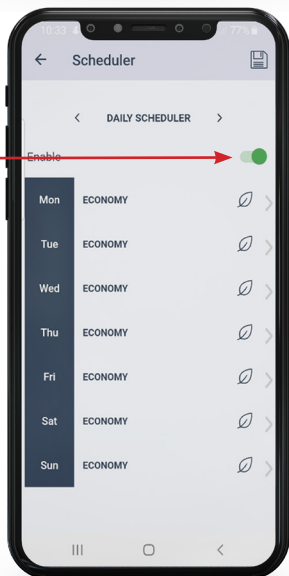 10:33
77%
Scheduler
DAILY SCHEDULER
Enable
Mon ECONOMY
Tue ECONOMY
Wed ECONOMY
Thu ECONOMY
Fri ECONOMY
Sat ECONOMY
Sun ECONOMY